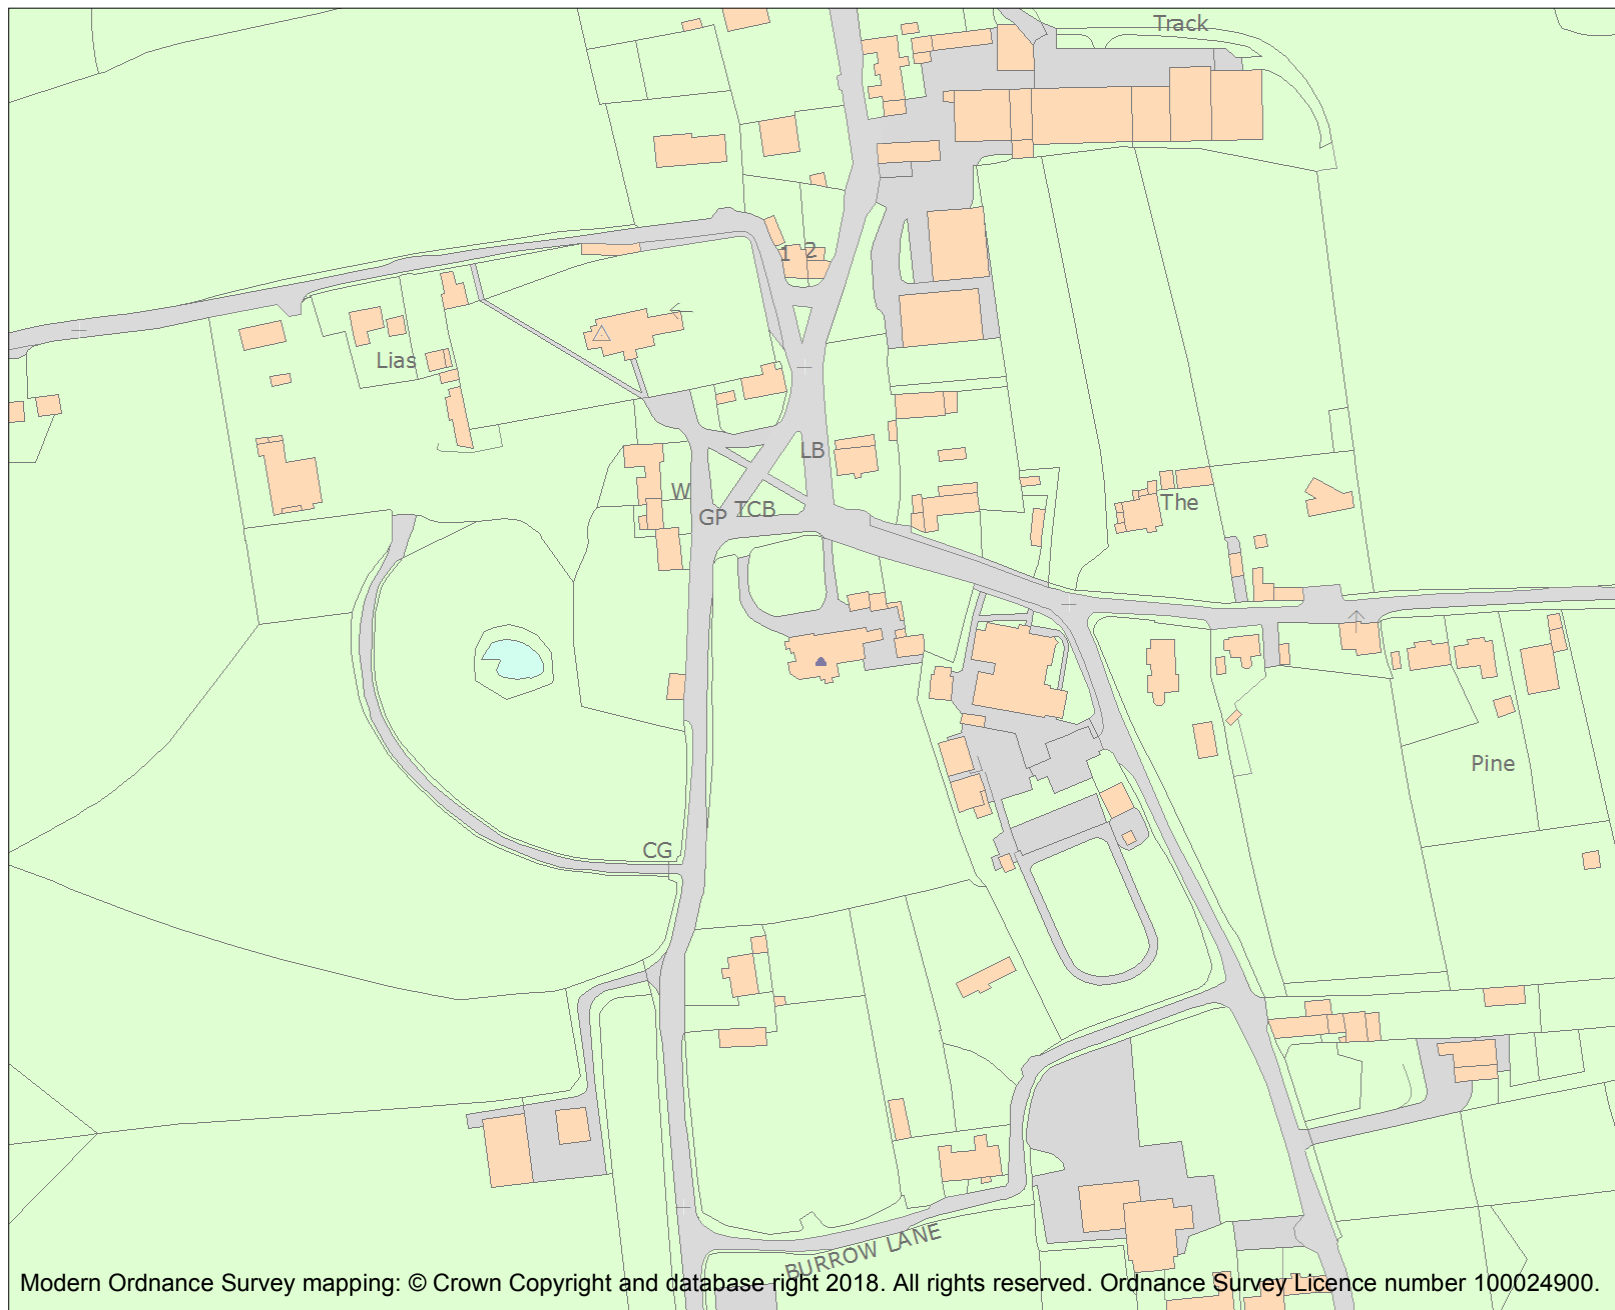 Track
1 2
Lias
LB
W
GP
TCB
The
Pine
CG
BURROW LANE
Modern Ordnance Survey mapping: © Crown Copyright and database right 2018. All rights reserved. Ordnance Survey Licence number 100024900.